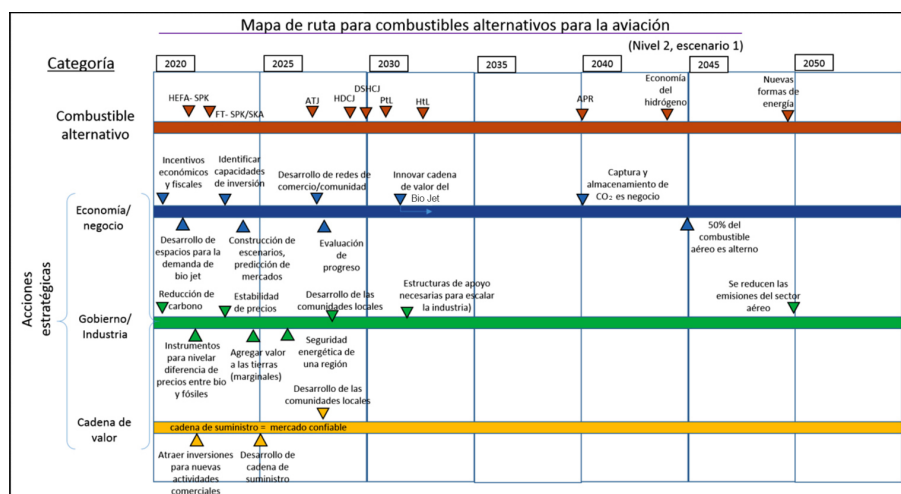 Mapa de ruta para combustibles alternativos para la aviación
(Nivel 2, escenario 1)
Categoría
2020
2025
2030
2035
2040
2045
2050
Combustible
alternativo
HEFA- SPK
FT- SPK/SKA
ATJ
HDCJ
DSHCJ
PtL
HtL
APR
Economía del
hidrógeno
Nuevas
formas de
energía
Acciones
estratégicas
Economía/
negocio
Incentivos
económicos
y fiscales
Identificar
capacidades
de inversión
Desarrollo de redes de
comercio/comunidad
Innovar cadena
de valor del
Bio Jet
Captura y
almacenamiento de
CO₂ es negocio
Desarrollo de
espacios para la
demanda de
bio jet
Construcción de
escenarios,
predicción de
mercados
Evaluación
de
progreso
50% del
combustible
aéreo es alterno
Gobierno/
Industria
Reducción de
carbono
Estabilidad
de precios
Desarrollo de las
comunidades locales
Estructuras de apoyo
necesarias para escalar
la industria)
Se reducen las
emisiones del sector
aéreo
Instrumentos
para nivelar
diferencia de
precios entre bio
y fósiles
Agregar valor
a las tierras
(marginales)
Seguridad
energética de
una región
Cadena de
valor
Desarrollo de las
comunidades locales
cadena de suministro = mercado confiable
Atraer inversiones
para nuevas
actividades
comerciales
Desarrollo de
cadena de
suministro